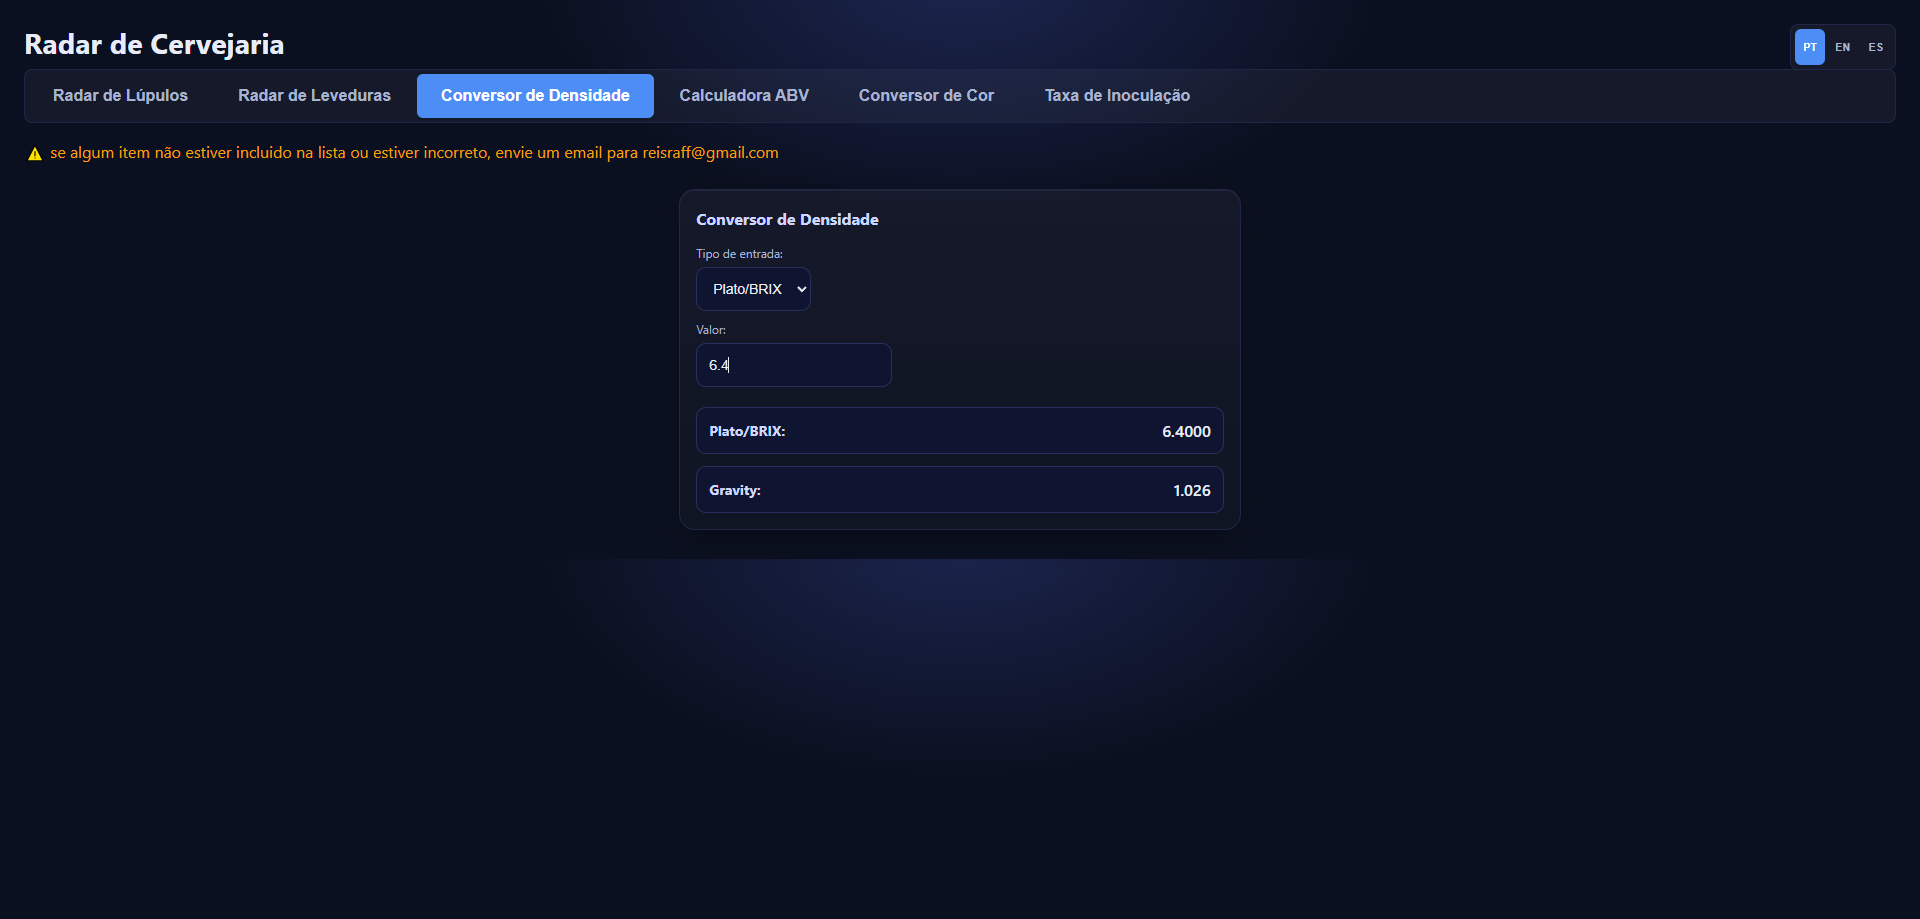 Radar de Cervejaria
PT EN ES
Radar de Lúpulos Radar de Leveduras Conversor de Densidade Calculadora ABV Conversor de Cor Taxa de Inoculação
⚠️ se algum item não estiver incluido na lista ou estiver incorreto, envie um email para reisraff@gmail.com
Conversor de Densidade
Tipo de entrada:
Plato/BRIX
Valor:
6.4
Plato/BRIX: 6.4000
Gravity: 1.026